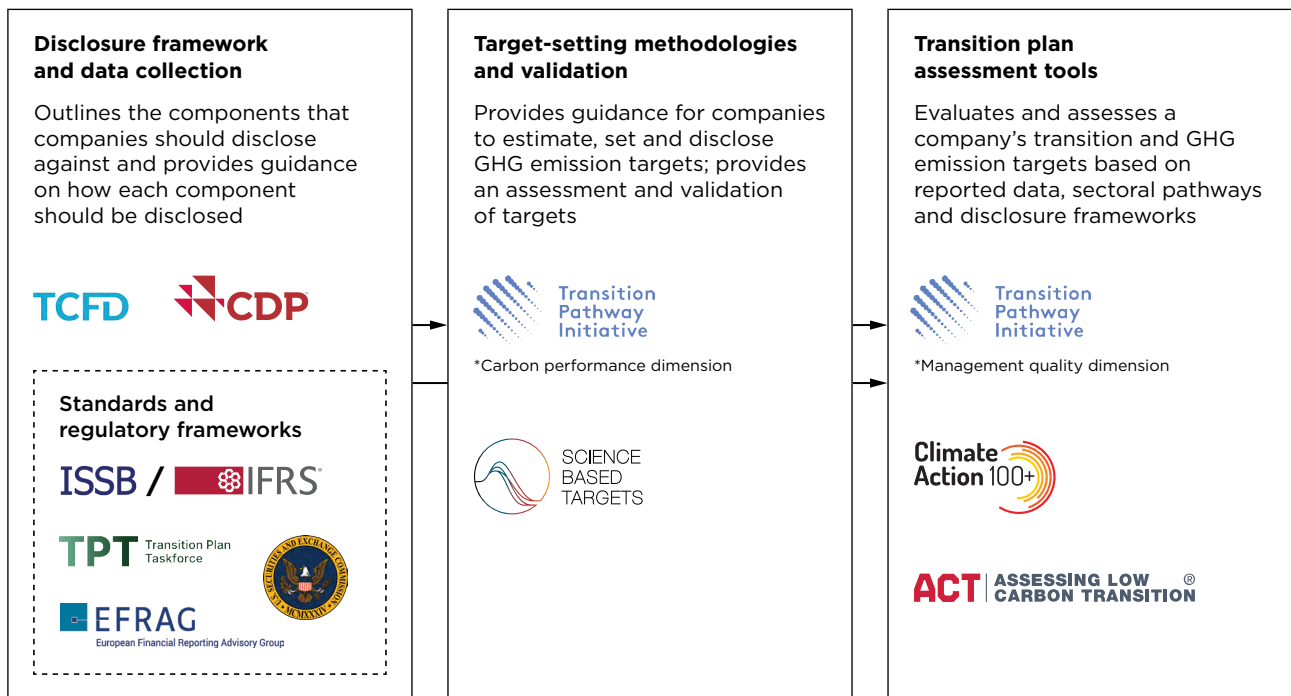 Disclosure framework
and data collection
Outlines the components that
companies should disclose
against and provides guidance
on how each component
should be disclosed
TCFD
CDP
Standards and
regulatory frameworks
ISSB / IFRS®
TPT Transition Plan
Taskforce
U.S. SECURITIES AND EXCHANGE COMMISSION
MCMXXXIV
EFRAG
European Financial Reporting Advisory Group
Target-setting methodologies
and validation
Provides guidance for companies
to estimate, set and disclose
GHG emission targets; provides
an assessment and validation
of targets
Transition
Pathway
Initiative
*Carbon performance dimension
SCIENCE
BASED
TARGETS
Transition plan
assessment tools
Evaluates and assesses a
company’s transition and GHG
emission targets based on
reported data, sectoral pathways
and disclosure frameworks
Transition
Pathway
Initiative
*Management quality dimension
Climate
Action 100+
ACT ASSESSING LOW ®
CARBON TRANSITION